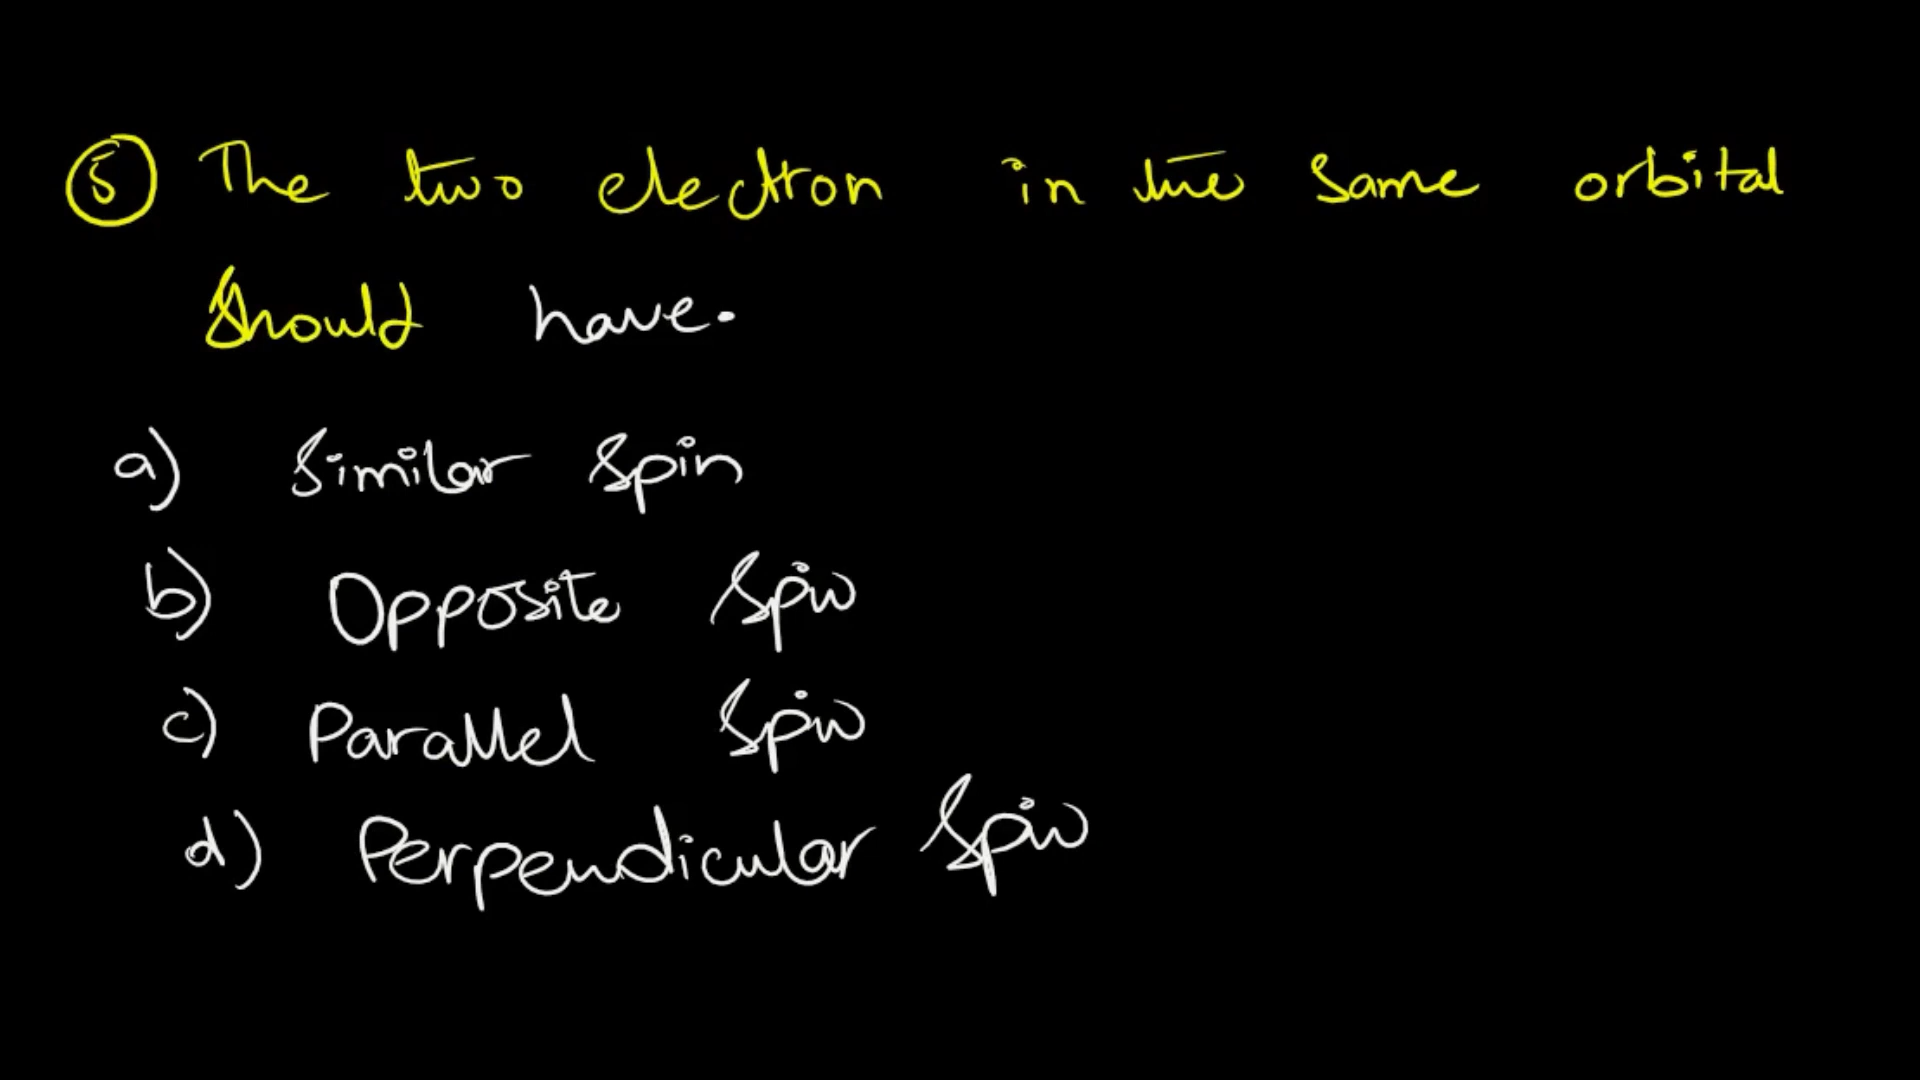 5 The two electron in the same orbital
should have.
a) Similar spin
b) Opposite spin
c) Parallel spin
d) Perpendicular spin